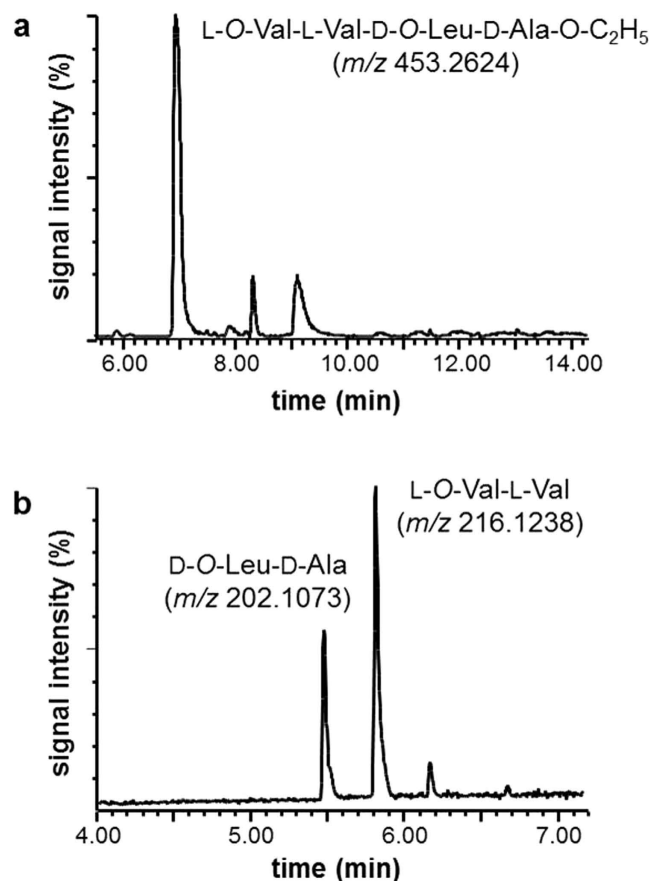 a
L-O-Val-L-Val-D-O-Leu-D-Ala-O-C₂H₅
(m/z 453.2624)
signal intensity (%)
6.00 8.00 10.00 12.00 14.00
time (min)
b
L-O-Val-L-Val
(m/z 216.1238)
D-O-Leu-D-Ala
(m/z 202.1073)
signal intensity (%)
4.00 5.00 6.00 7.00
time (min)